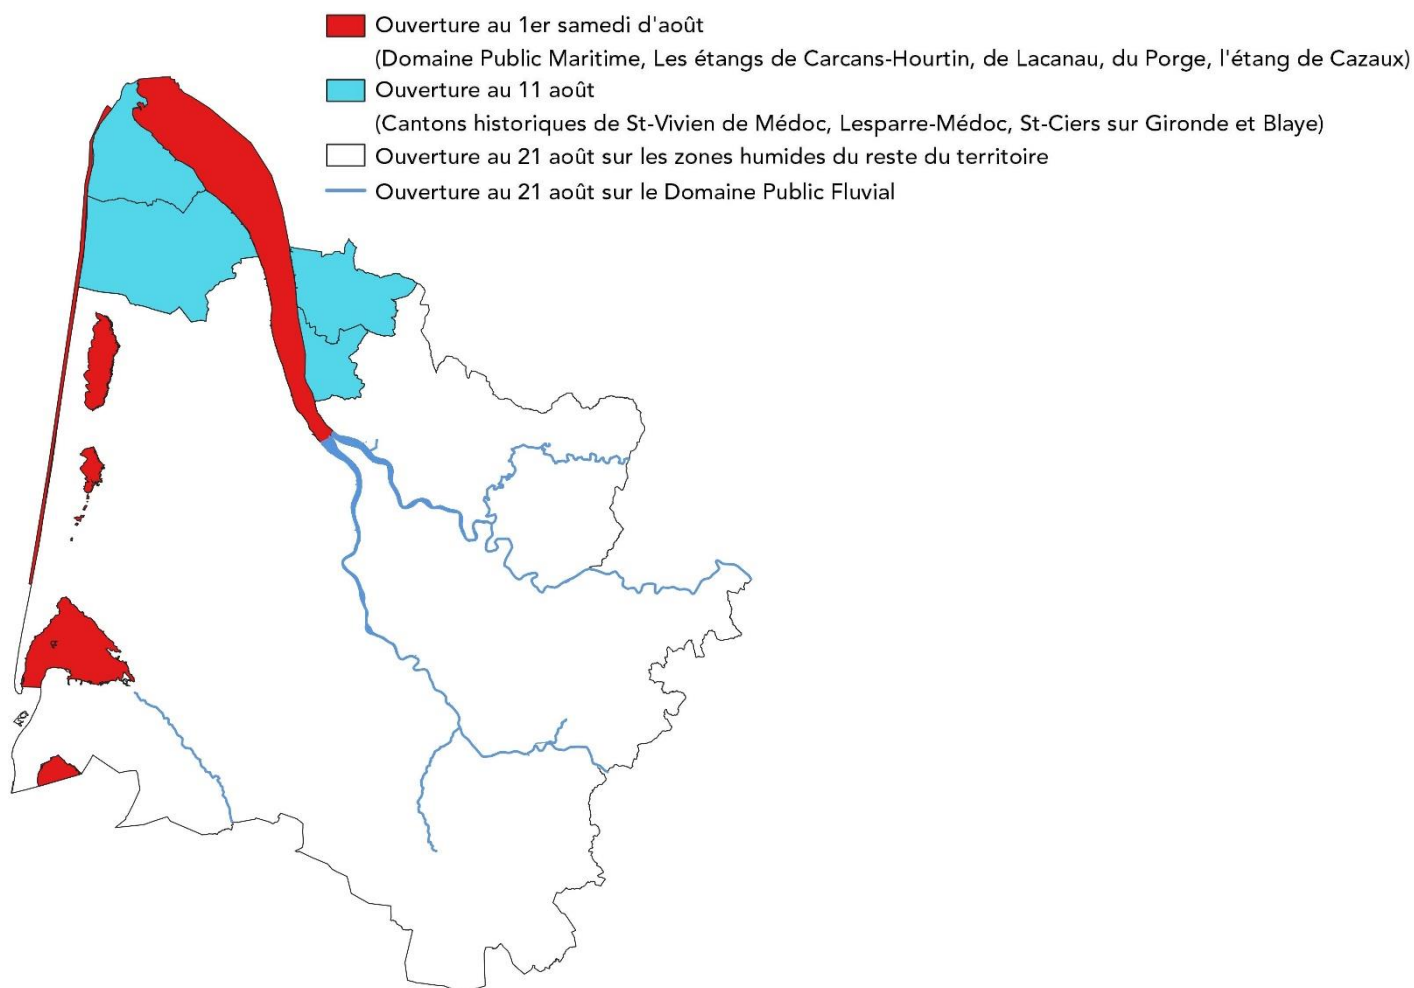 Ouverture au 1er samedi d'août
(Domaine Public Maritime, Les étangs de Carcans-Hourtin, de Lacanau, du Porge, l'étang de Cazaux)
Ouverture au 11 août
(Cantons historiques de St-Vivien de Médoc, Lesparre-Médoc, St-Ciers sur Gironde et Blaye)
Ouverture au 21 août sur les zones humides du reste du territoire
Ouverture au 21 août sur le Domaine Public Fluvial